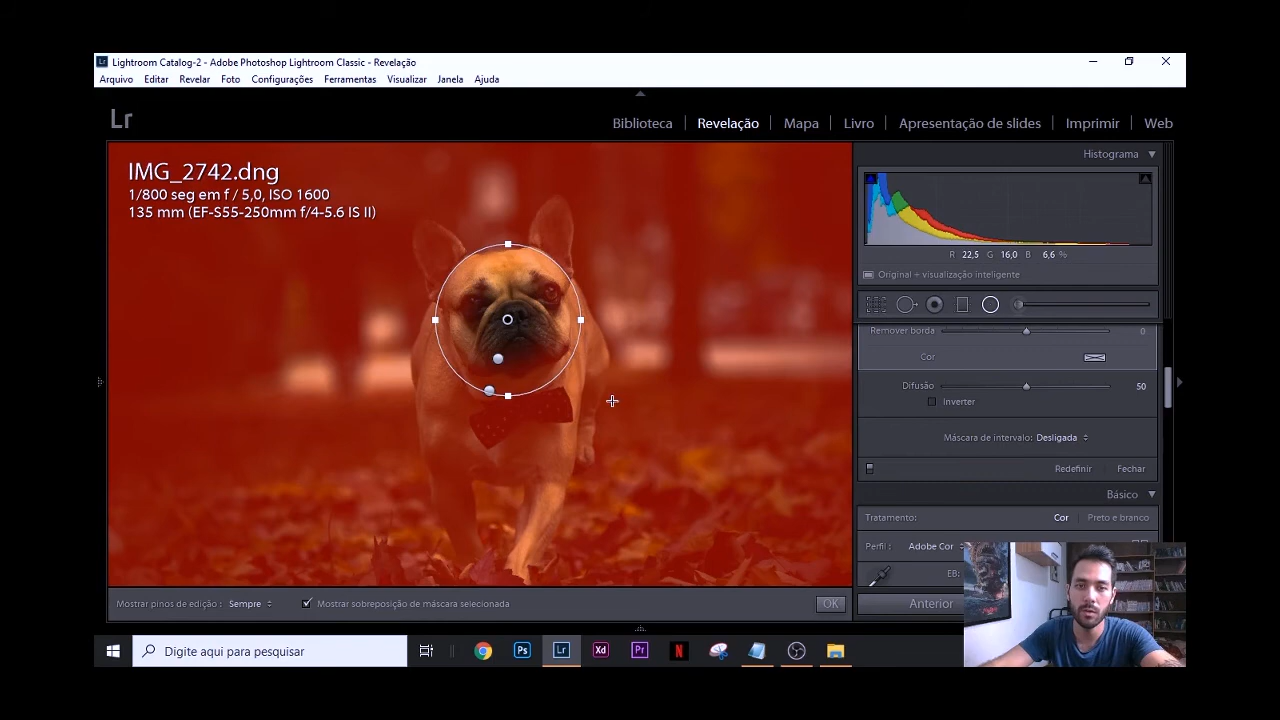 Lr Lightroom Catalog-2 - Adobe Photoshop Lightroom Classic - Revelação
Arquivo Editar Revelar Foto Configurações Ferramentas Visualizar Janela Ajuda
Lr Biblioteca Revelação Mapa Livro Apresentação de slides Imprimir Web
IMG_2742.dng
1/800 seg em f / 5,0, ISO 1600
135 mm (EF-S55-250mm f/4-5.6 IS II)
Histograma
R 22,5 G 16,0 B 6,6 %
Original + visualização inteligente
Remover borda 0
Cor
Difusão 50
Inverter
Máscara de intervalo: Desligada
Redefinir Fechar
Básico
Tratamento: Cor Preto e branco
Perfil: Adobe Cor
EB:
Mostrar pinos de edição : Sempre Mostrar sobreposição de máscara selecionada OK Anterior
Digite aqui para pesquisar Ps Lr Xd Pr N